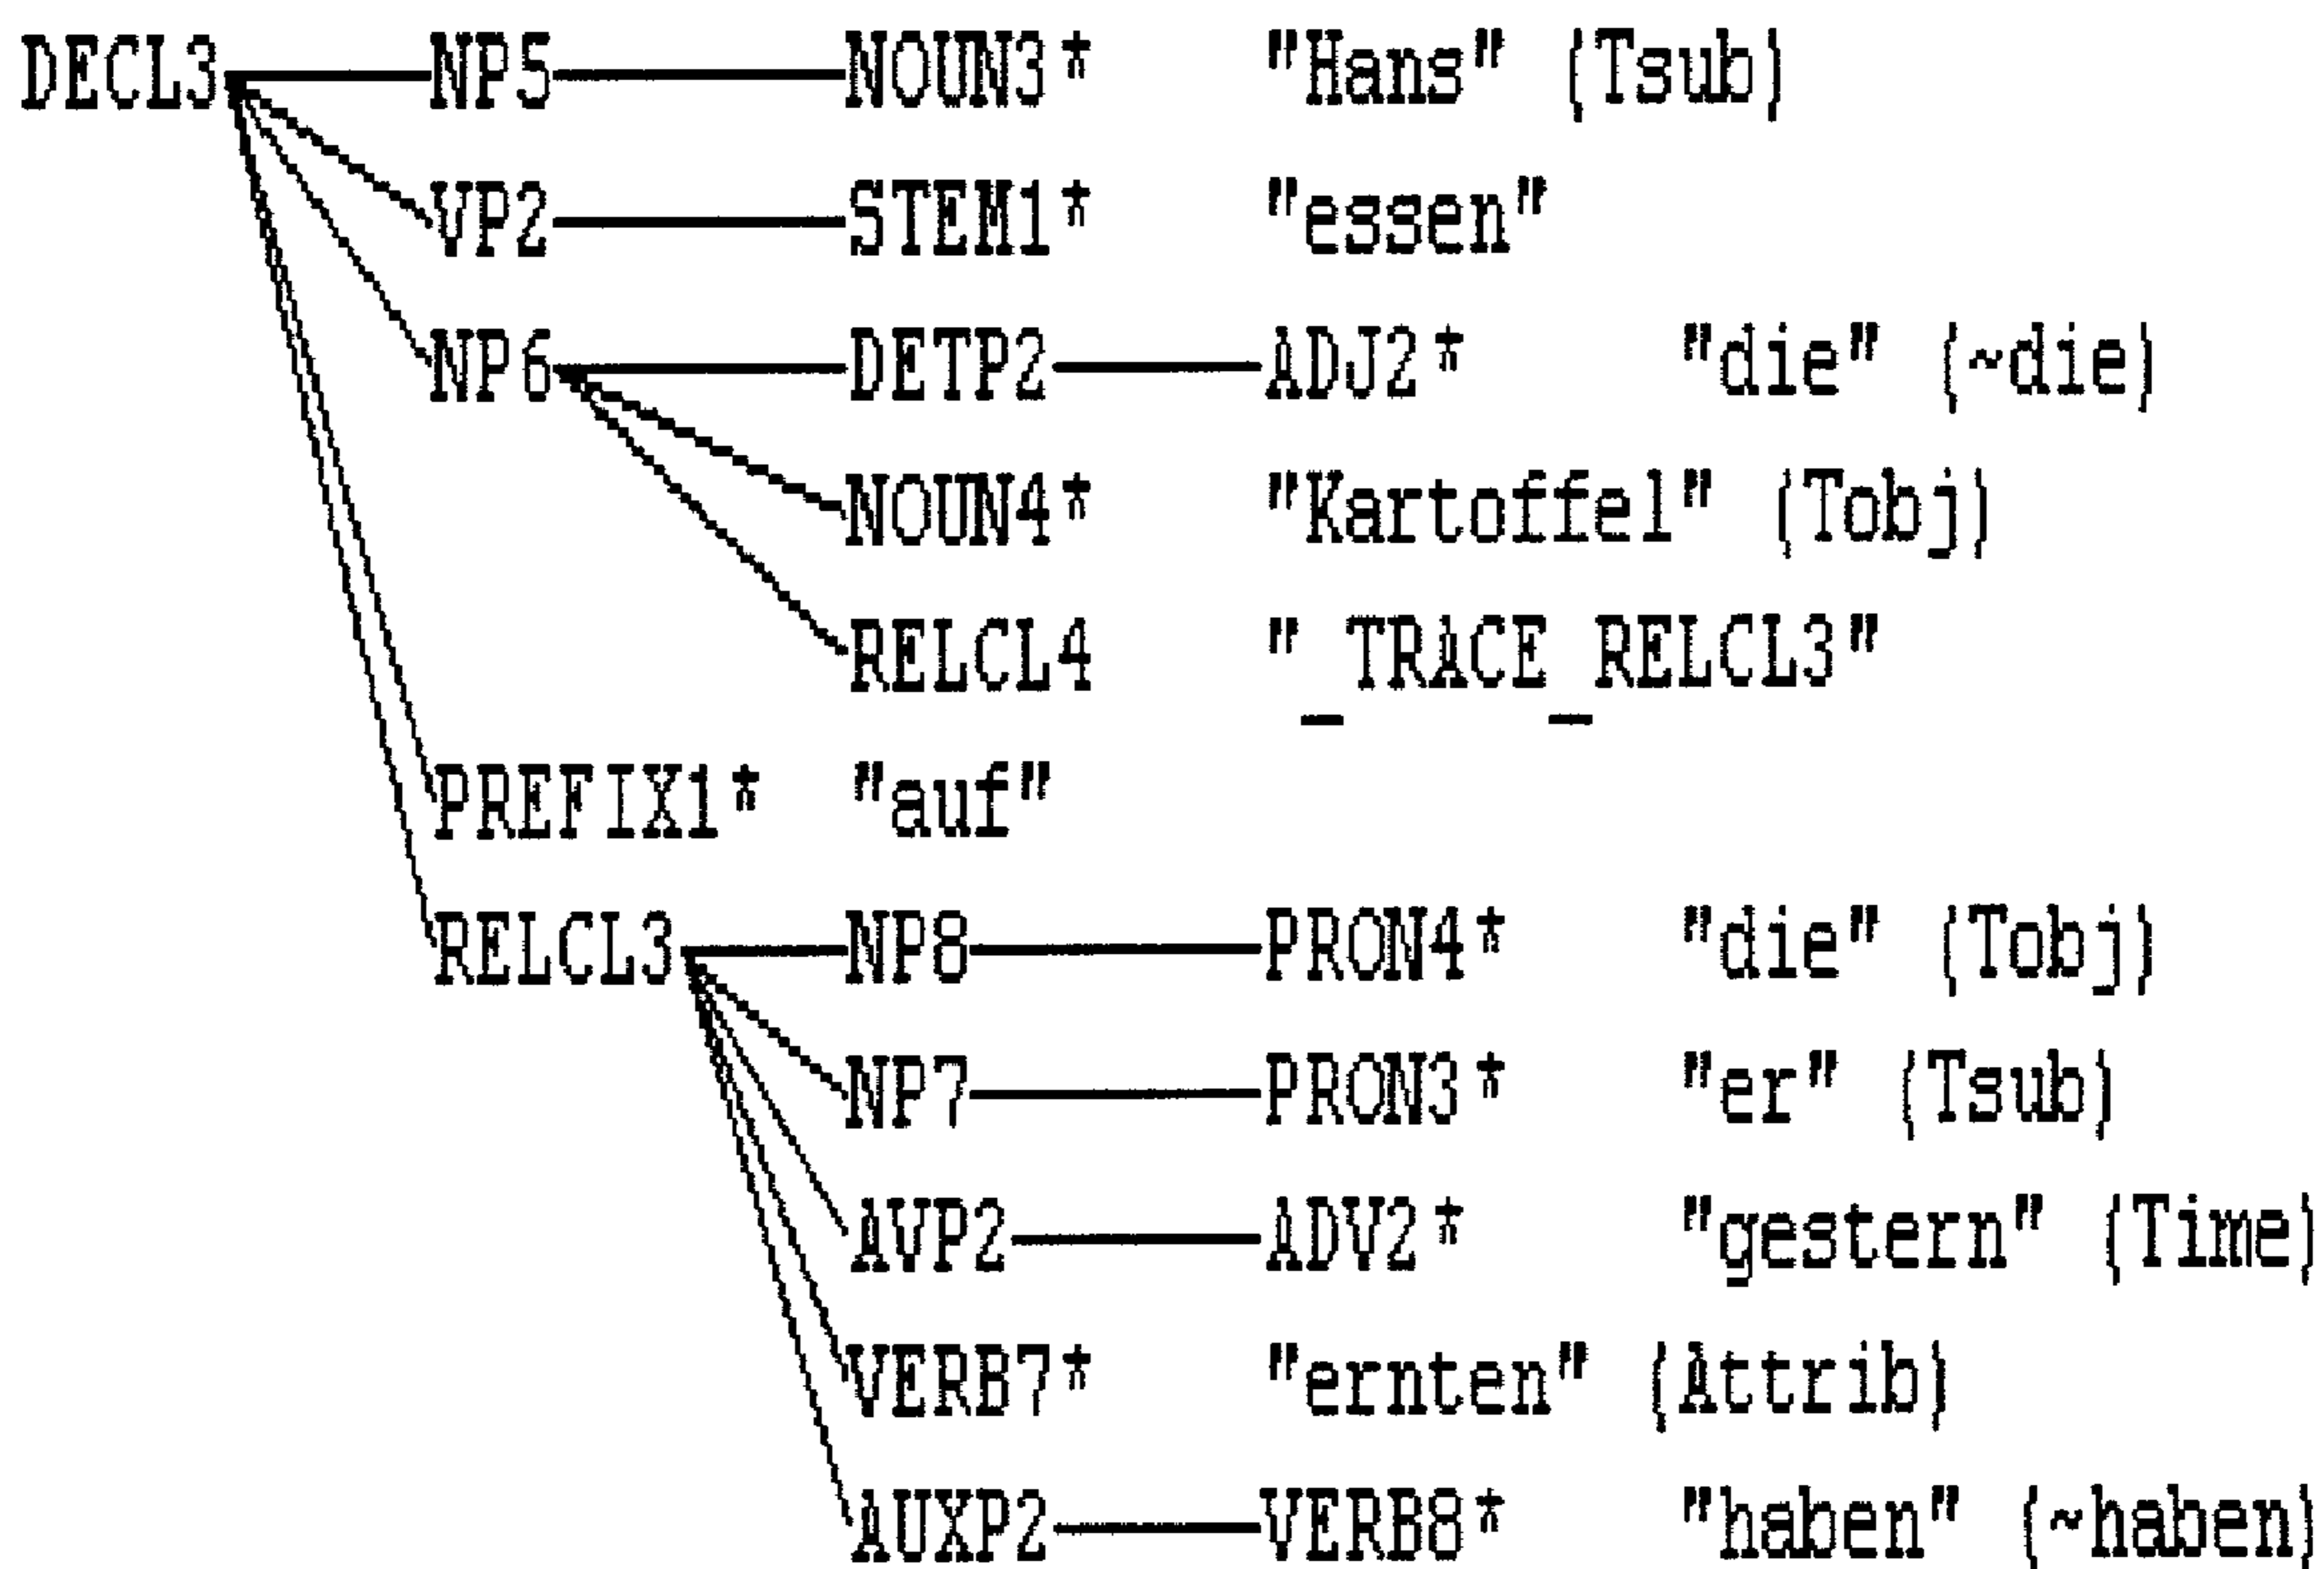 DECL3 NP5 NOUN3* "Hans" (Tsub)
VP2 STEM1* "essen"
NP6 DETP2 ADJ2* "die" (~die)
NOUN4* "Kartoffel" (Tobj)
RELCL4 "_TRACE_RELCL3"
PREFIX1* "auf"
RELCL3 NP8 PRON4* "die" (Tobj)
NP7 PRON3* "er" (Tsub)
AVP2 ADV2* "gestern" (Time)
VERB7* "ernten" (Attrib)
AUXP2 VERB8* "haben" (~haben)